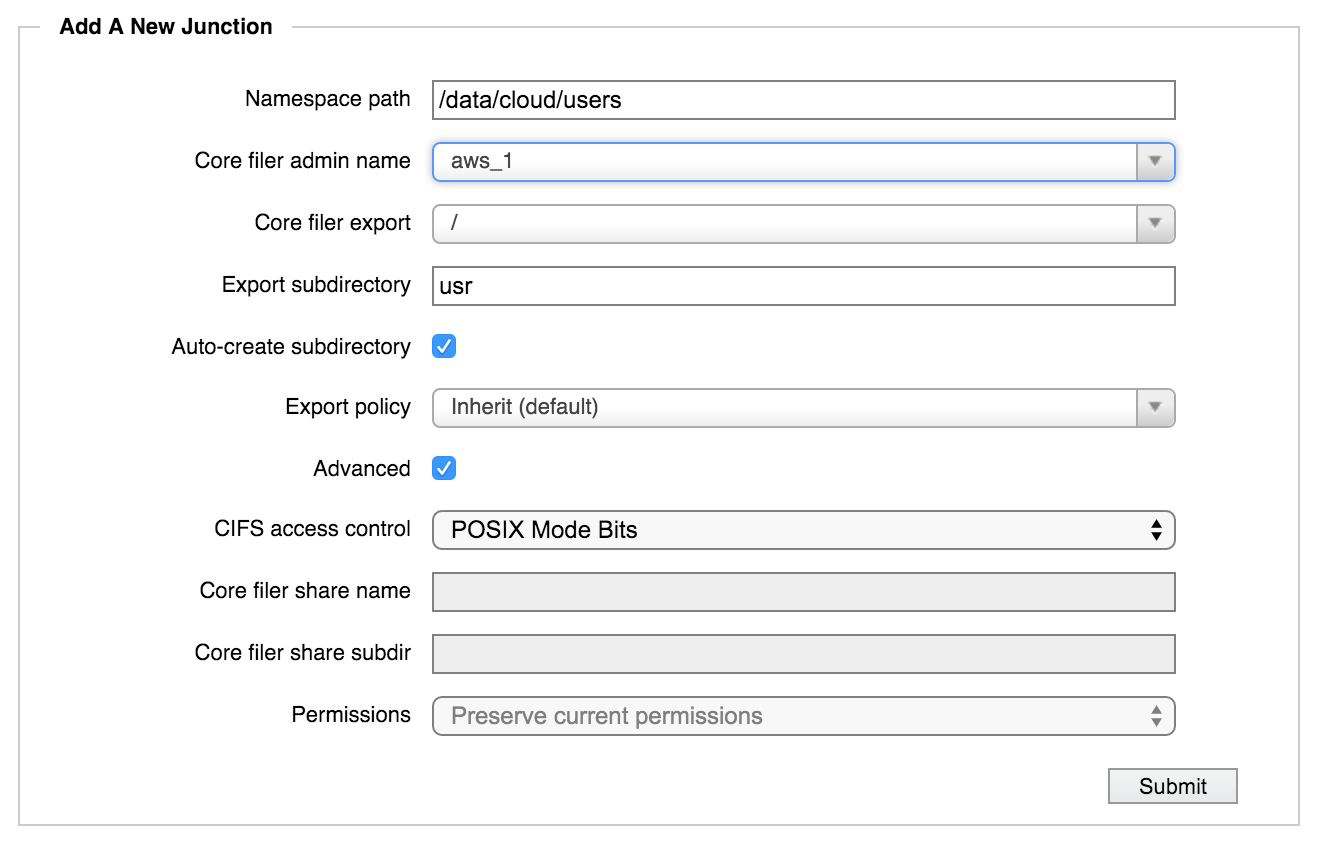 Add A New Junction
Namespace path /data/cloud/users
Core filer admin name aws_1
Core filer export /
Export subdirectory usr
Auto-create subdirectory
Export policy Inherit (default)
Advanced
CIFS access control POSIX Mode Bits
Core filer share name
Core filer share subdir
Permissions Preserve current permissions
Submit